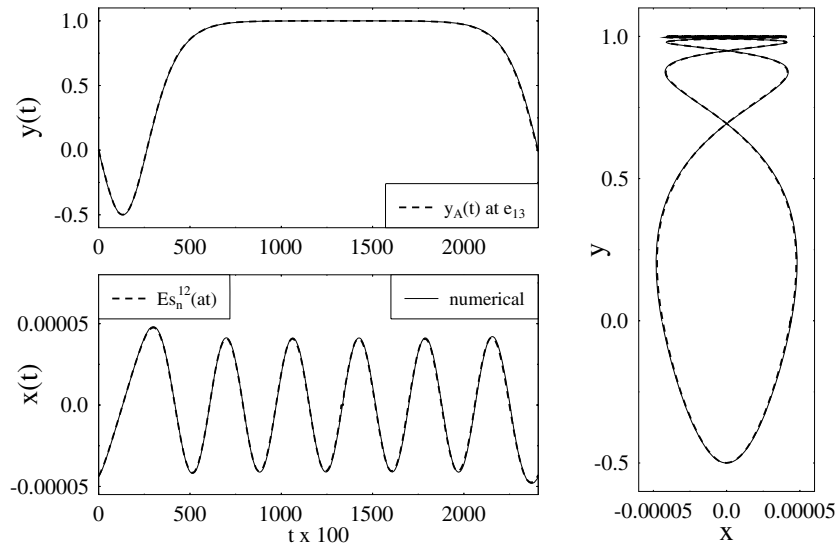 1.0
0.5
0.0
-0.5
y(t)
y_A(t) at e_13
0 500 1000 1500 2000
Es_n^12(at)
numerical
0.00005
0.0
-0.00005
x(t)
0 500 1000 1500 2000
t x 100
1.0
0.5
0.0
-0.5
y
-0.00005 0.0 0.00005
x